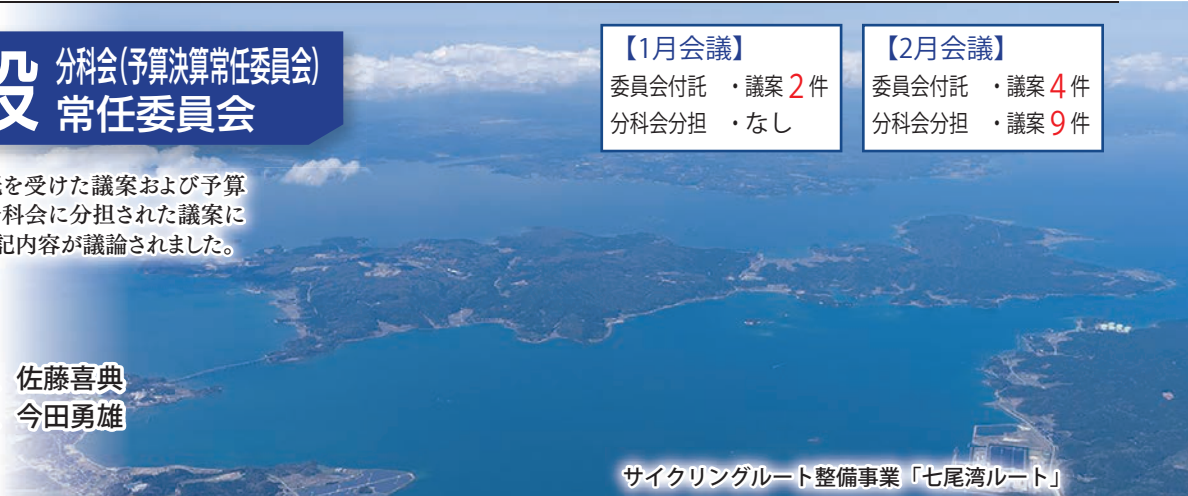 設 分科会(予算決算常任委員会)
常任委員会
【1月会議】
委員会付託 ・議案2件
分科会分担 ・なし
【2月会議】
委員会付託 ・議案4件
分科会分担 ・議案9件
を受けた議案および予算
科会に分担された議案に
記内容が議論されました。
佐藤喜典
今田勇雄
サイクリングルート整備事業「七尾湾ルート」